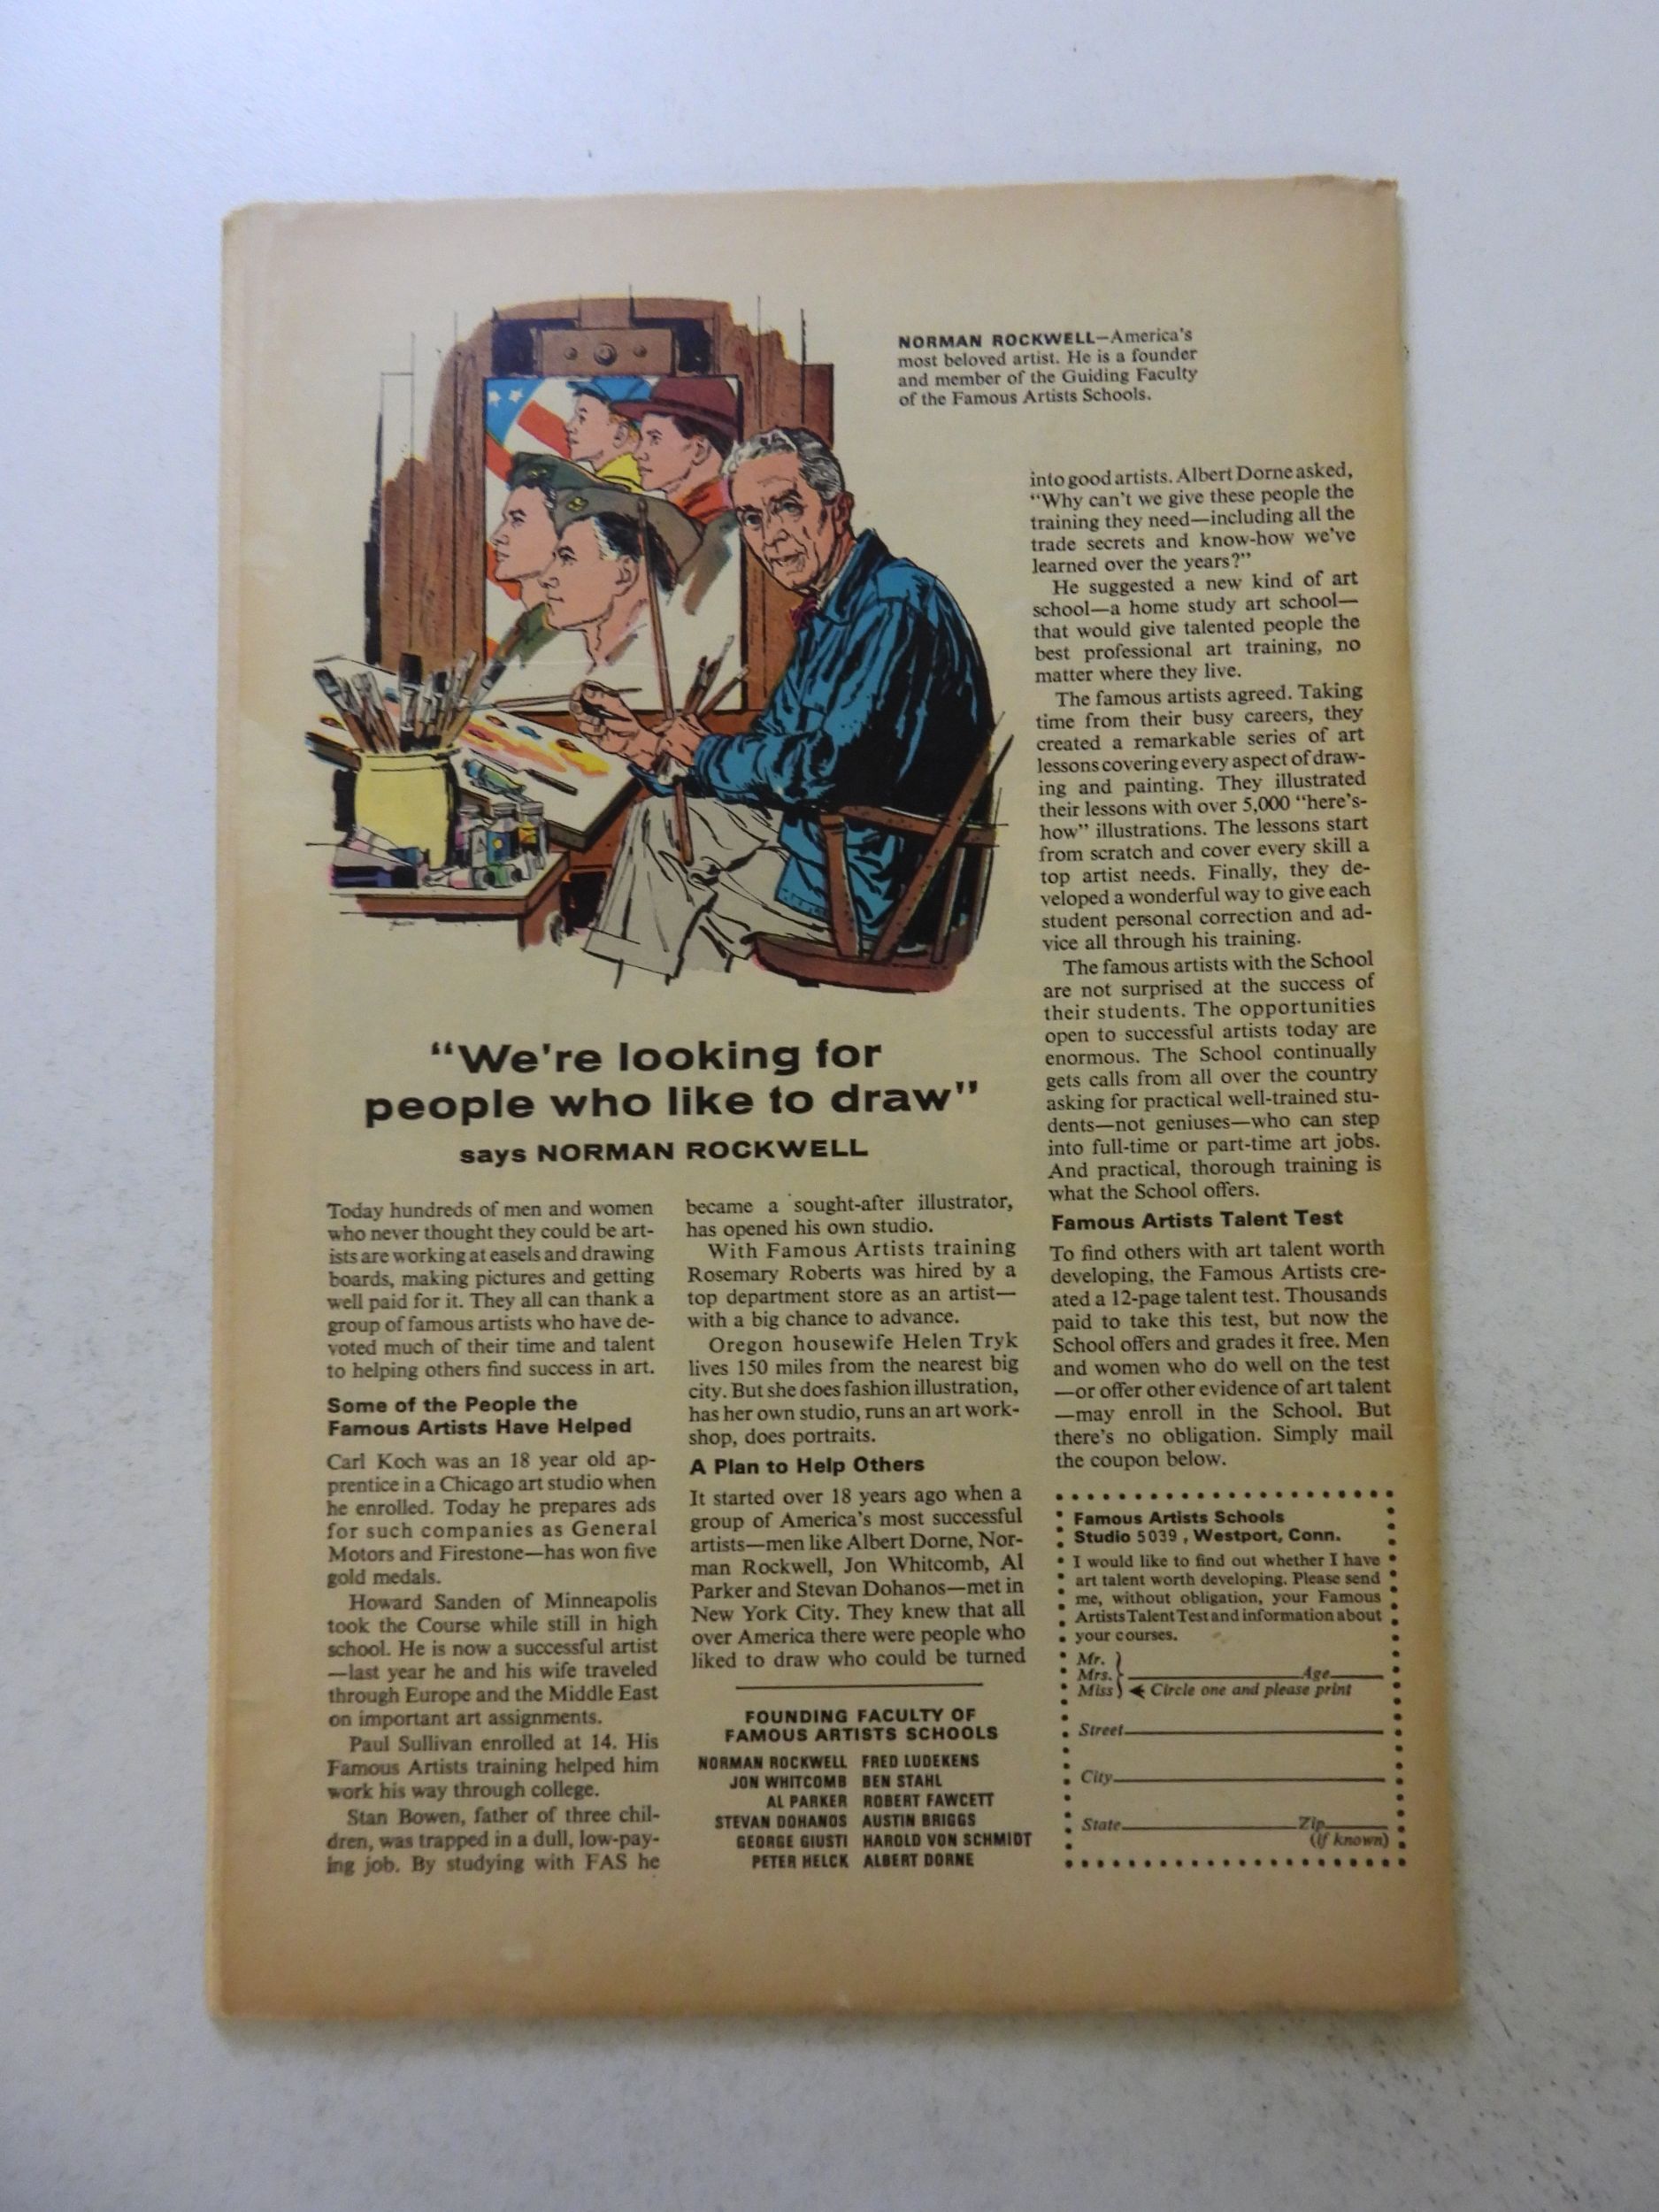 NORMAN ROCKWELL—America's
most beloved artist. He is a founder
and member of the Guiding Faculty
of the Famous Artists Schools.
"We're looking for
people who like to draw"
says NORMAN ROCKWELL
Today hundreds of men and women
who never thought they could be art-
ists are working at easels and drawing
boards, making pictures and getting
well paid for it. They all can thank a
group of famous artists who have de-
voted much of their time and talent
to helping others find success in art.
Some of the People the
Famous Artists Have Helped
Carl Koch was an 18 year old ap-
prentice in a Chicago art studio when
he enrolled. Today he prepares ads
for such companies as General
Motors and Firestone—has won five
gold medals.
Howard Sanden of Minneapolis
took the Course while still in high
school. He is now a successful artist
—last year he and his wife traveled
through Europe and the Middle East
on important art assignments.
Paul Sullivan enrolled at 14. His
Famous Artists training helped him
work his way through college.
Stan Bowen, father of three chil-
dren, was trapped in a dull, low-pay-
ing job. By studying with FAS he
became a sought-after illustrator,
has opened his own studio.
With Famous Artists training
Rosemary Roberts was hired by a
top department store as an artist—
with a big chance to advance.
Oregon housewife Helen Tryk
lives 150 miles from the nearest big
city. But she does fashion illustration,
has her own studio, runs an art work-
shop, does portraits.
A Plan to Help Others
It started over 18 years ago when a
group of America's most successful
artists—men like Albert Dorne, Nor-
man Rockwell, Jon Whitcomb, Al
Parker and Stevan Dohanos—met in
New York City. They knew that all
over America there were people who
liked to draw who could be turned
FOUNDING FACULTY OF
FAMOUS ARTISTS SCHOOLS
NORMAN ROCKWELL FRED LUDEKENS
JON WHITCOMB BEN STAHL
AL PARKER ROBERT FAWCETT
STEVAN DOHANOS AUSTIN BRIGGS
GEORGE GIUSTI HAROLD VON SCHMIDT
PETER HELCK ALBERT DORNE
into good artists. Albert Dorne asked,
"Why can't we give these people the
training they need—including all the
trade secrets and know-how we've
learned over the years?"
He suggested a new kind of art
school—a home study art school—
that would give talented people the
best professional art training, no
matter where they live.
The famous artists agreed. Taking
time from their busy careers, they
created a remarkable series of art
lessons covering every aspect of draw-
ing and painting. They illustrated
their lessons with over 5,000 "here's-
how" illustrations. The lessons start
from scratch and cover every skill a
top artist needs. Finally, they de-
veloped a wonderful way to give each
student personal correction and ad-
vice all through his training.
The famous artists with the School
are not surprised at the success of
their students. The opportunities
open to successful artists today are
enormous. The School continually
gets calls from all over the country
asking for practical well-trained stu-
dents—not geniuses—who can step
into full-time or part-time art jobs.
And practical, thorough training is
what the School offers.
Famous Artists Talent Test
To find others with art talent worth
developing, the Famous Artists cre-
ated a 12-page talent test. Thousands
paid to take this test, but now the
School offers and grades it free. Men
and women who do well on the test
—or offer other evidence of art talent
—may enroll in the School. But
there's no obligation. Simply mail
the coupon below.
Famous Artists Schools
Studio 5039, Westport, Conn.
I would like to find out whether I have
art talent worth developing. Please send
me, without obligation, your Famous
Artists Talent Test and information about
your courses.
Mr.
Mrs. Age
Miss Circle one and please print
Street
City
State Zip
(if known)